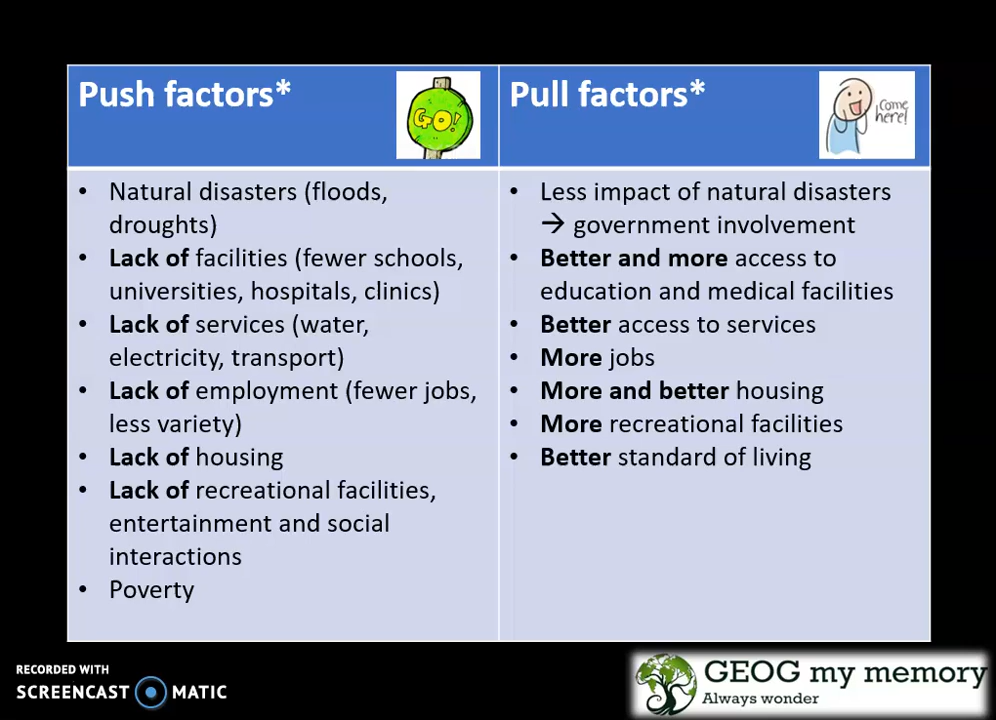 Push factors*
GO!
Natural disasters (floods,
droughts)
Lack of facilities (fewer schools,
universities, hospitals, clinics)
Lack of services (water,
electricity, transport)
Lack of employment (fewer jobs,
less variety)
Lack of housing
Lack of recreational facilities,
entertainment and social
interactions
Poverty
Pull factors*
Come
here!
Less impact of natural disasters
→ government involvement
Better and more access to
education and medical facilities
Better access to services
More jobs
More and better housing
More recreational facilities
Better standard of living
RECORDED WITH
SCREENCAST MATIC
GEOG my memory
Always wonder